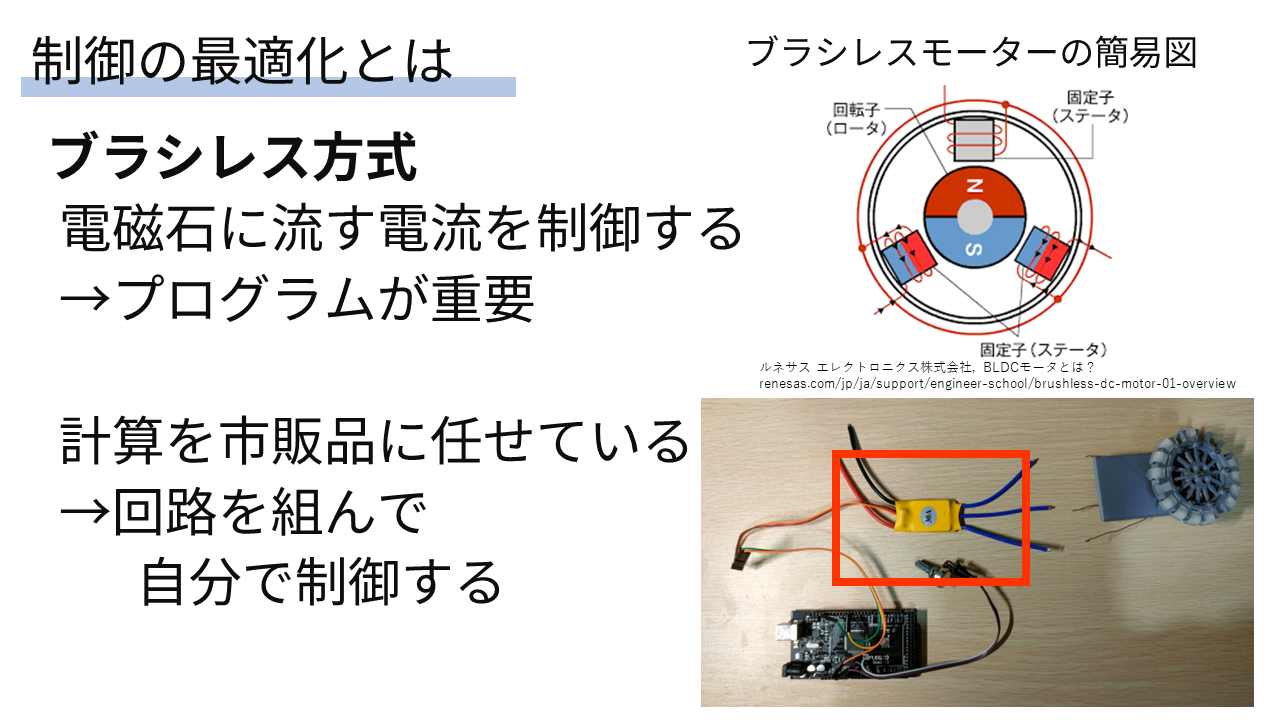 制御の最適化とは
ブラシレス方式
電磁石に流す電流を制御する
→プログラムが重要
計算を市販品に任せている
→回路を組んで
自分で制御する
ブラシレスモーターの簡易図
回転子
（ロータ）
固定子
（ステータ）
N
S
固定子（ステータ）
ルネサス エレクトロニクス株式会社, BLDCモータとは？
renesas.com/jp/ja/support/engineer-school/brushless-dc-motor-01-overview
30A